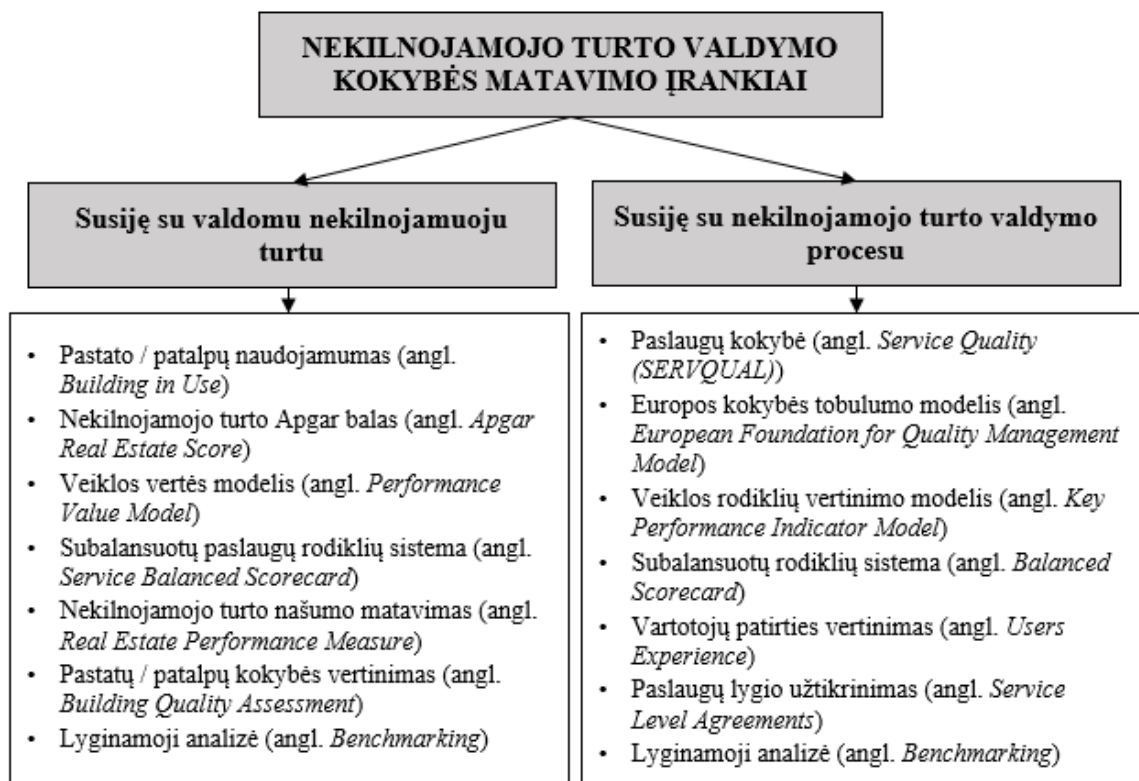 NEKILNOJAMOJO TURTO VALDYMO
KOKYBĖS MATAVIMO ĮRANKIAI
Susiję su valdomu nekilnojamuoju
turtu
• Pastato / patalpų naudojamumas (angl.
Building in Use)
• Nekilnojamojo turto Apgar balas (angl. Apgar
Real Estate Score)
• Veiklos vertės modelis (angl. Performance
Value Model)
• Subalansuotų paslaugų rodiklių sistema (angl.
Service Balanced Scorecard)
• Nekilnojamojo turto našumo matavimas (angl.
Real Estate Performance Measure)
• Pastatų / patalpų kokybės vertinimas (angl.
Building Quality Assessment)
• Lyginamoji analizė (angl. Benchmarking)
Susiję su nekilnojamojo turto valdymo
procesu
• Paslaugų kokybė (angl. Service Quality
(SERVQUAL))
• Europos kokybės tobulumo modelis (angl.
European Foundation for Quality Management
Model)
• Veiklos rodiklių vertinimo modelis (angl. Key
Performance Indicator Model)
• Subalansuotų rodiklių sistema (angl. Balanced
Scorecard)
• Vartotojų patirties vertinimas (angl. Users
Experience)
• Paslaugų lygio užtikrinimas (angl. Service
Level Agreements)
• Lyginamoji analizė (angl. Benchmarking)